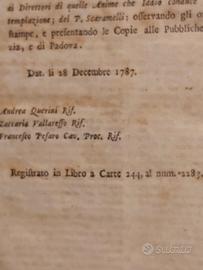 di Direttori di quelle Anime che Iddio conduce
templazione; del P. Scaramelli; osservando gli o
stampe, e presentando le Copie alle Pubbliche
zia, e di Padova.
Dat. li 28 Decembre 1787.
Andrea Querini Rif.
Zaccaria Vallaresso Rif.
Francesco Pesaro Cav. Proc. Rif.
Registrato in Libro a Carte 244, al num. 2283.
subito